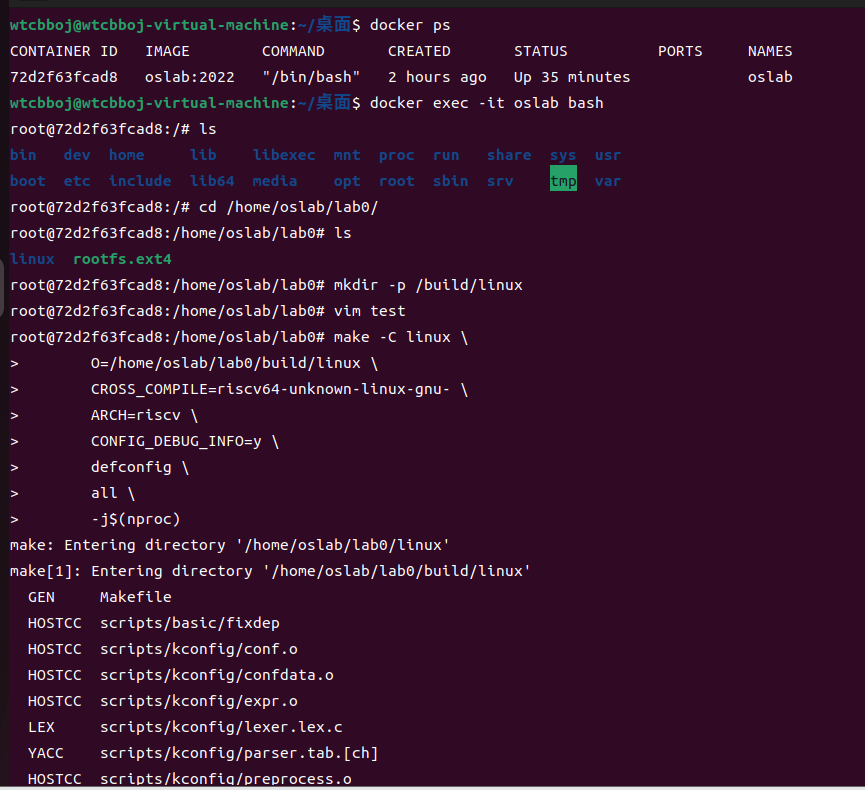 wtcbboj@wtcbboj-virtual-machine:~/桌面$ docker ps
CONTAINER ID   IMAGE        COMMAND       CREATED       STATUS          PORTS     NAMES
72d2f63fcad8   oslab:2022   "/bin/bash"   2 hours ago   Up 35 minutes             oslab
wtcbboj@wtcbboj-virtual-machine:~/桌面$ docker exec -it oslab bash
root@72d2f63fcad8:/# ls
bin   dev  home     lib    libexec  mnt  proc  run   share  sys  usr
boot  etc  include  lib64  media    opt  root  sbin  srv    tmp  var
root@72d2f63fcad8:/# cd /home/oslab/lab0/
root@72d2f63fcad8:/home/oslab/lab0# ls
linux  rootfs.ext4
root@72d2f63fcad8:/home/oslab/lab0# mkdir -p /build/linux
root@72d2f63fcad8:/home/oslab/lab0# vim test
root@72d2f63fcad8:/home/oslab/lab0# make -C linux \
>        O=/home/oslab/lab0/build/linux \
>        CROSS_COMPILE=riscv64-unknown-linux-gnu- \
>        ARCH=riscv \
>        CONFIG_DEBUG_INFO=y \
>        defconfig \
>        all \
>        -j$(nproc)
make: Entering directory '/home/oslab/lab0/linux'
make[1]: Entering directory '/home/oslab/lab0/build/linux'
  GEN     Makefile
  HOSTCC  scripts/basic/fixdep
  HOSTCC  scripts/kconfig/conf.o
  HOSTCC  scripts/kconfig/confdata.o
  HOSTCC  scripts/kconfig/expr.o
  LEX     scripts/kconfig/lexer.lex.c
  YACC    scripts/kconfig/parser.tab.[ch]
  HOSTCC  scripts/kconfig/preprocess.o